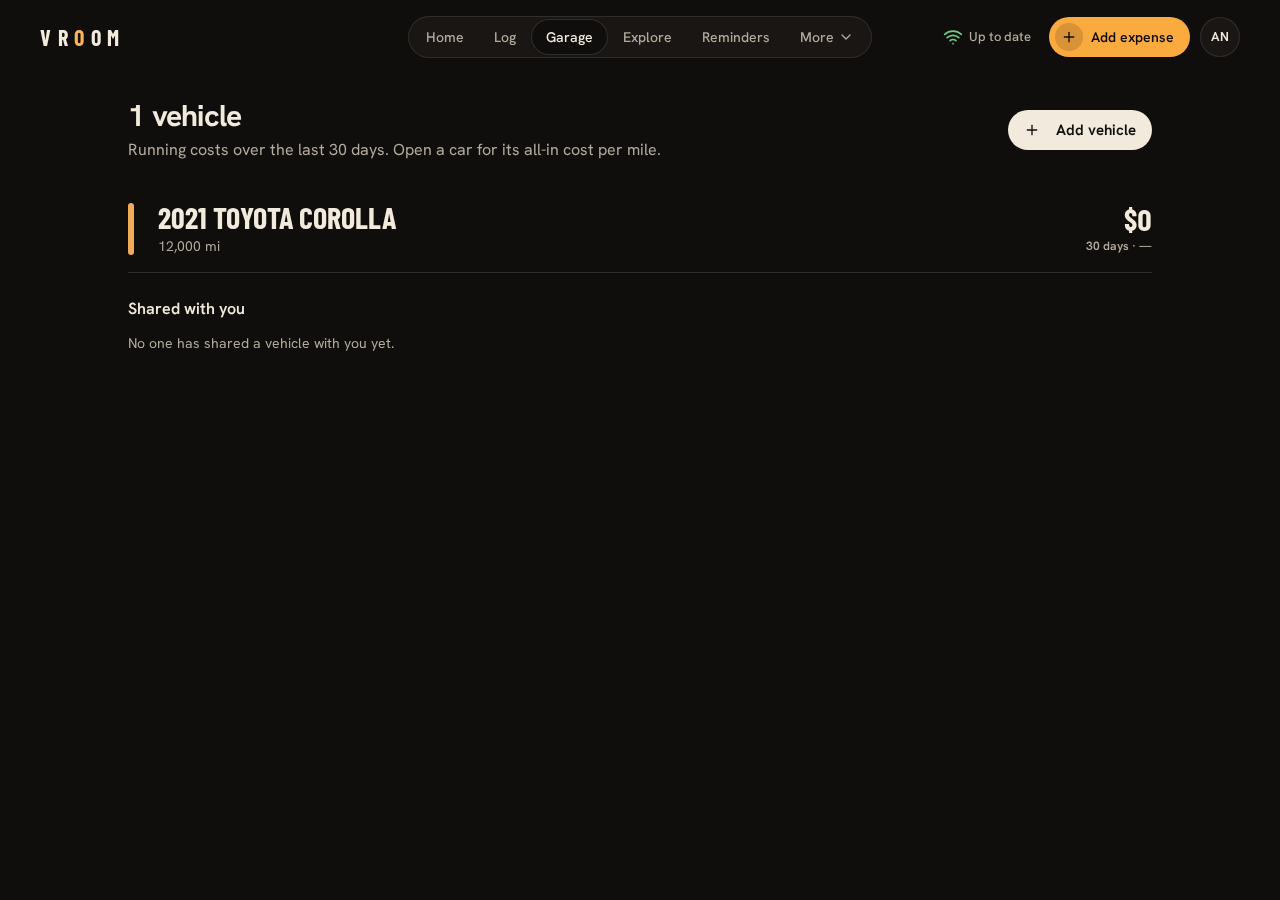 VROOM
Home Log Garage Explore Reminders More
Up to date
Add expense
AN
1 vehicle
Running costs over the last 30 days. Open a car for its all-in cost per mile.
Add vehicle
2021 TOYOTA COROLLA
12,000 mi
$0
30 days · —
Shared with you
No one has shared a vehicle with you yet.